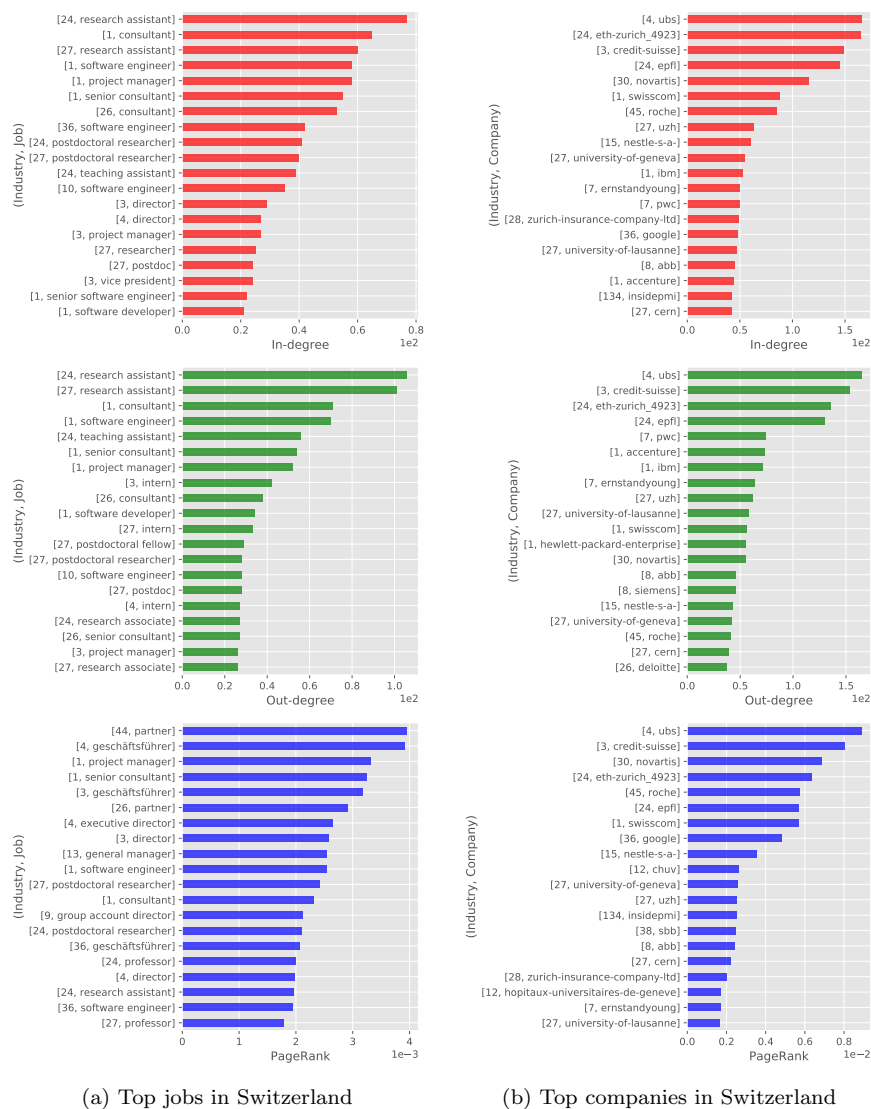 [24, research assistant]
[1, consultant]
[27, research assistant]
[1, software engineer]
[1, project manager]
[1, senior consultant]
[26, consultant]
[36, software engineer]
[24, postdoctoral researcher]
[27, postdoctoral researcher]
[24, teaching assistant]
[10, software engineer]
[3, director]
[4, director]
[3, project manager]
[27, researcher]
[27, postdoc]
[3, vice president]
[1, senior software engineer]
[1, software developer]
(Industry, Job)
0.0 0.2 0.4 0.6 0.8
In-degree 1e2
[4, ubs]
[24, eth-zurich_4923]
[3, credit-suisse]
[24, epfl]
[30, novartis]
[1, swisscom]
[45, roche]
[27, uzh]
[15, nestle-s-a-]
[27, university-of-geneva]
[1, ibm]
[7, ernstandyoung]
[7, pwc]
[28, zurich-insurance-company-ltd]
[36, google]
[27, university-of-lausanne]
[8, abb]
[1, accenture]
[134, insidepmi]
[27, cern]
(Industry, Company)
0.0 0.5 1.0 1.5
In-degree 1e2
[24, research assistant]
[27, research assistant]
[1, consultant]
[1, software engineer]
[24, teaching assistant]
[1, senior consultant]
[1, project manager]
[3, intern]
[26, consultant]
[1, software developer]
[27, intern]
[27, postdoctoral fellow]
[27, postdoctoral researcher]
[10, software engineer]
[27, postdoc]
[4, intern]
[24, research associate]
[26, senior consultant]
[3, project manager]
[27, research associate]
(Industry, Job)
0.0 0.2 0.4 0.6 0.8 1.0
Out-degree 1e2
[4, ubs]
[3, credit-suisse]
[24, eth-zurich_4923]
[24, epfl]
[7, pwc]
[1, accenture]
[1, ibm]
[7, ernstandyoung]
[27, uzh]
[27, university-of-lausanne]
[1, swisscom]
[1, hewlett-packard-enterprise]
[30, novartis]
[8, abb]
[8, siemens]
[15, nestle-s-a-]
[27, university-of-geneva]
[45, roche]
[27, cern]
[26, deloitte]
(Industry, Company)
0.0 0.5 1.0 1.5
Out-degree 1e2
[44, partner]
[4, geschäftsführer]
[1, project manager]
[1, senior consultant]
[3, geschäftsführer]
[26, partner]
[4, executive director]
[3, director]
[13, general manager]
[1, software engineer]
[27, postdoctoral researcher]
[1, consultant]
[9, group account director]
[24, postdoctoral researcher]
[36, geschäftsführer]
[24, professor]
[4, director]
[24, research assistant]
[36, software engineer]
[27, professor]
(Industry, Job)
0 1 2 3 4
PageRank 1e−3
[4, ubs]
[3, credit-suisse]
[30, novartis]
[24, eth-zurich_4923]
[45, roche]
[24, epfl]
[1, swisscom]
[36, google]
[15, nestle-s-a-]
[12, chuv]
[27, university-of-geneva]
[27, uzh]
[134, insidepmi]
[38, sbb]
[8, abb]
[27, cern]
[28, zurich-insurance-company-ltd]
[12, hopitaux-universitaires-de-geneve]
[7, ernstandyoung]
[27, university-of-lausanne]
(Industry, Company)
0.0 0.2 0.4 0.6 0.8
PageRank 1e−2
(a) Top jobs in Switzerland
(b) Top companies in Switzerland